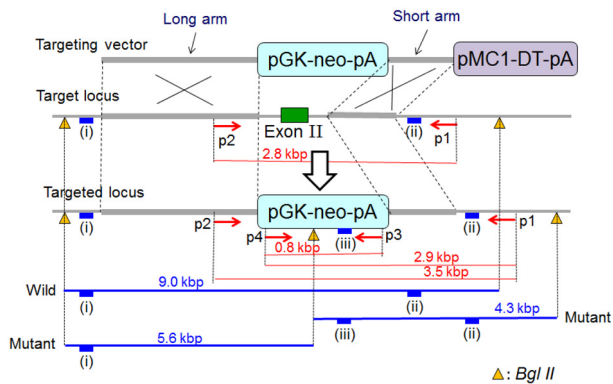 Long arm
Short arm
Targeting vector
pGK-neo-pA
pMC1-DT-pA
Target locus
(i)
p2
Exon II
(ii)
p1
2.8 kbp
Targeted locus
pGK-neo-pA
(i)
p2
p4
(iii)
p3
(ii)
p1
0.8 kbp
2.9 kbp
3.5 kbp
Wild
9.0 kbp
(i)
(ii)
4.3 kbp
(iii)
(ii)
Mutant
Mutant
5.6 kbp
(i)
: Bgl II